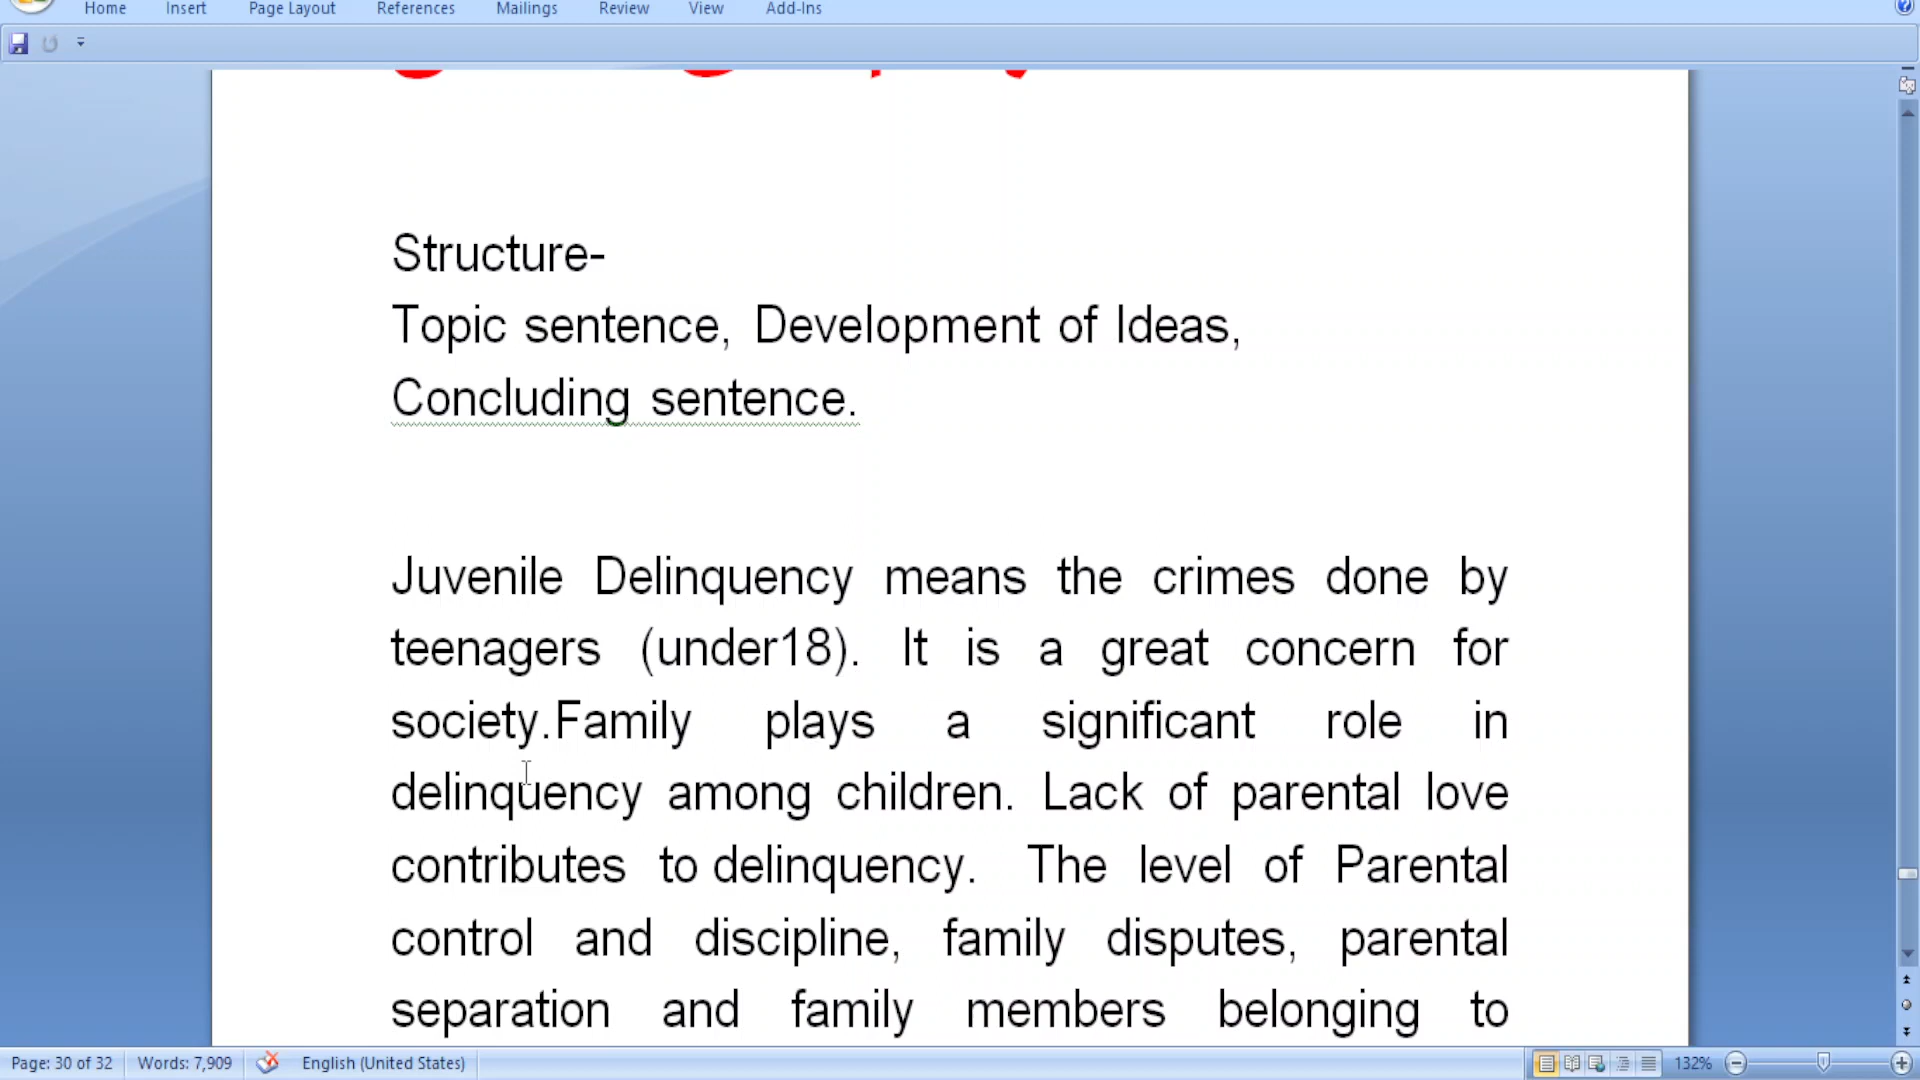 Home Insert Page Layout References Mailings Review View Add-Ins
Structure-
Topic sentence, Development of Ideas,
Concluding sentence.
Juvenile Delinquency means the crimes done by
teenagers (under18). It is a great concern for
society.Family plays a significant role in
delinquency among children. Lack of parental love
contributes to delinquency. The level of Parental
control and discipline, family disputes, parental
separation and family members belonging to
Page: 30 of 32 Words: 7,909 English (United States) 132%